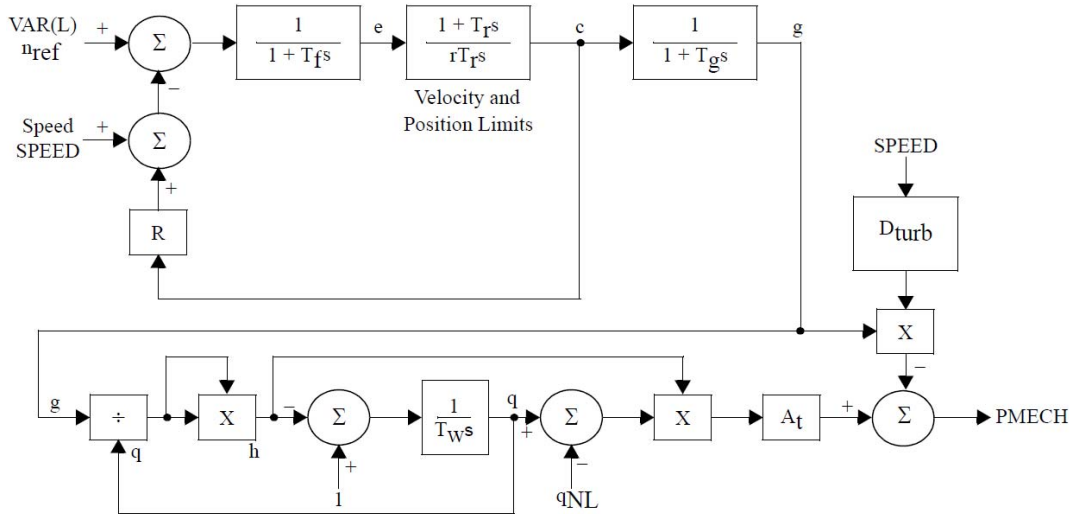 VAR(L)
nref
+
Σ
−
1
1 + Tfs
e
1 + Trs
rTrs
c
1
1 + Tgs
g
Velocity and
Position Limits
Speed
SPEED
+
Σ
+
R
SPEED
Dturb
X
−
g
÷
q
X
h
−
Σ
+
1
1
TWs
q
+
Σ
−
qNL
X
At
+
Σ
PMECH